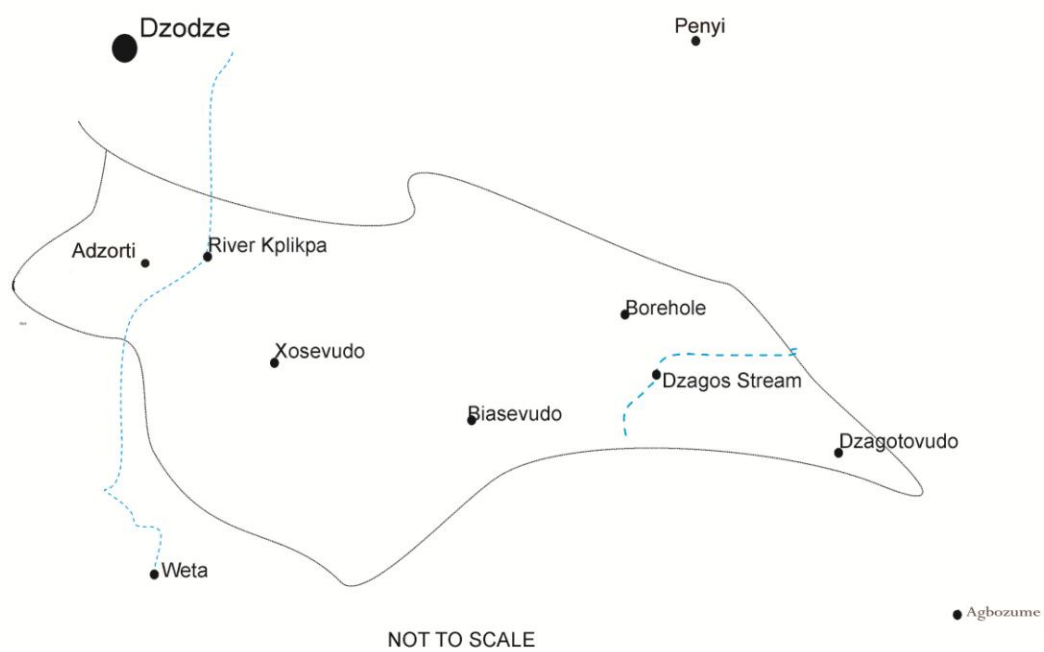 Dzodze
Penyi
Adzorti
River Kplikpa
Borehole
Xosevudo
Dzagos Stream
Biasevudo
Dzagotovudo
Weta
Agbozume
NOT TO SCALE